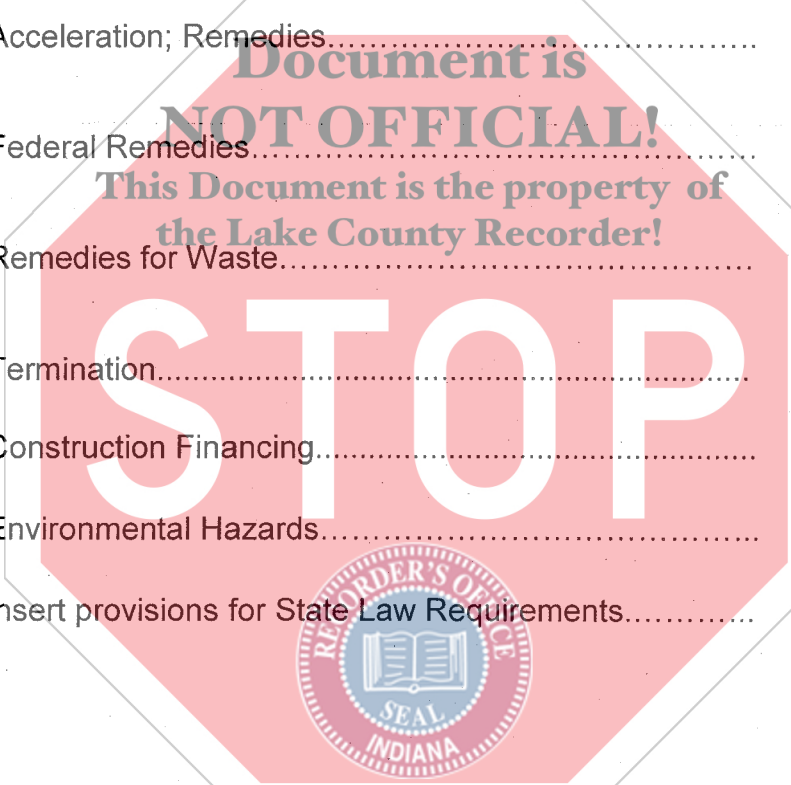 Acceleration; Remedies..........................................................
Document is
NOT OFFICIAL!
Federal Remedies..........................................................
This Document is the property of
the Lake County Recorder!
Remedies for Waste..........................................................
STOP
Termination..........................................................
Construction Financing..........................................................
Environmental Hazards..........................................................
RECORDER'S OFFICE
Insert provisions for State Law Requirements.............
SEAL
INDIANA